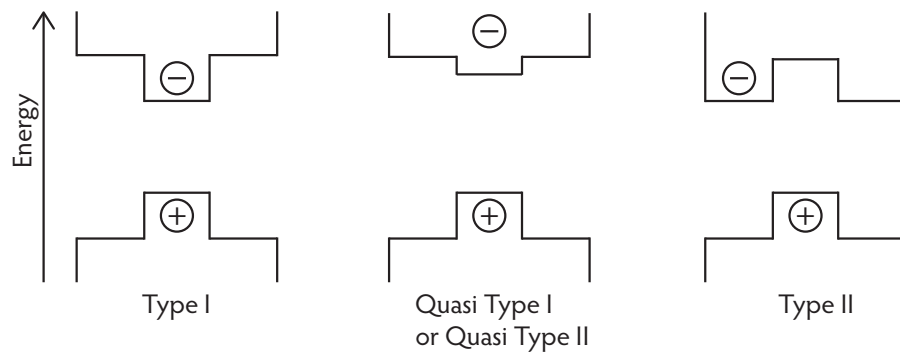 Energy
Type I
Quasi Type I
or Quasi Type II
Type II